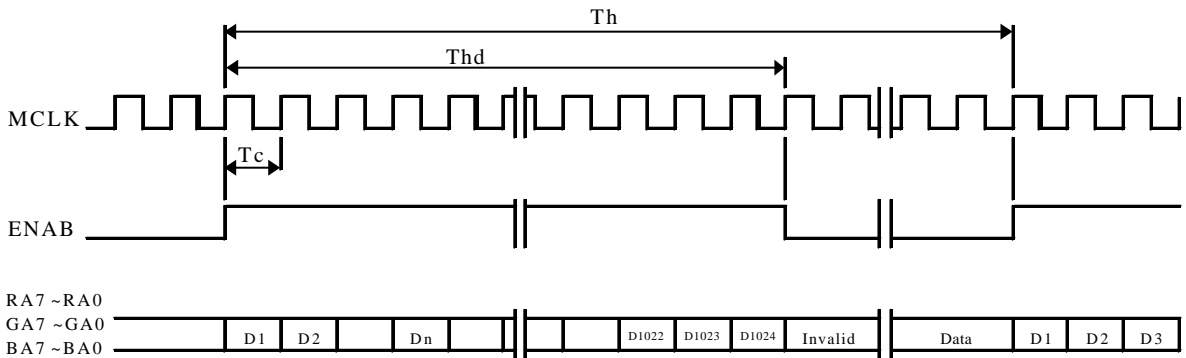 Th
Thd
MCLK
Tc
ENAB
RA7 ~RA0
GA7 ~GA0
BA7 ~BA0
D1 D2 Dn D1022 D1023 D1024 Invalid Data D1 D2 D3